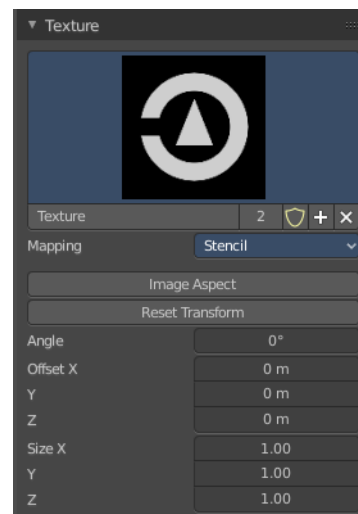 Texture
Texture 2
Mapping Stencil
Image Aspect
Reset Transform
Angle 0°
Offset X 0 m
Y 0 m
Z 0 m
Size X 1.00
Y 1.00
Z 1.00